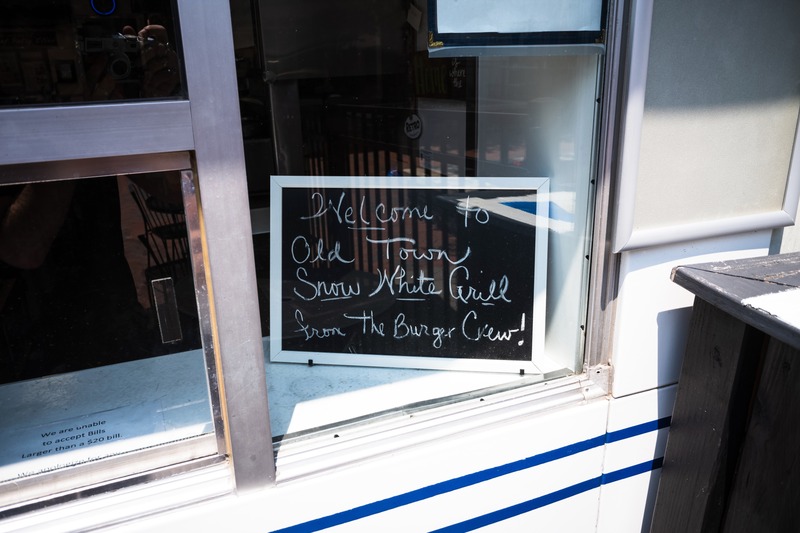 Welcome to
Old Town
Snow White Grill
from The Burger Crew!
We are unable
to accept Bills
Larger than a $20 bill.